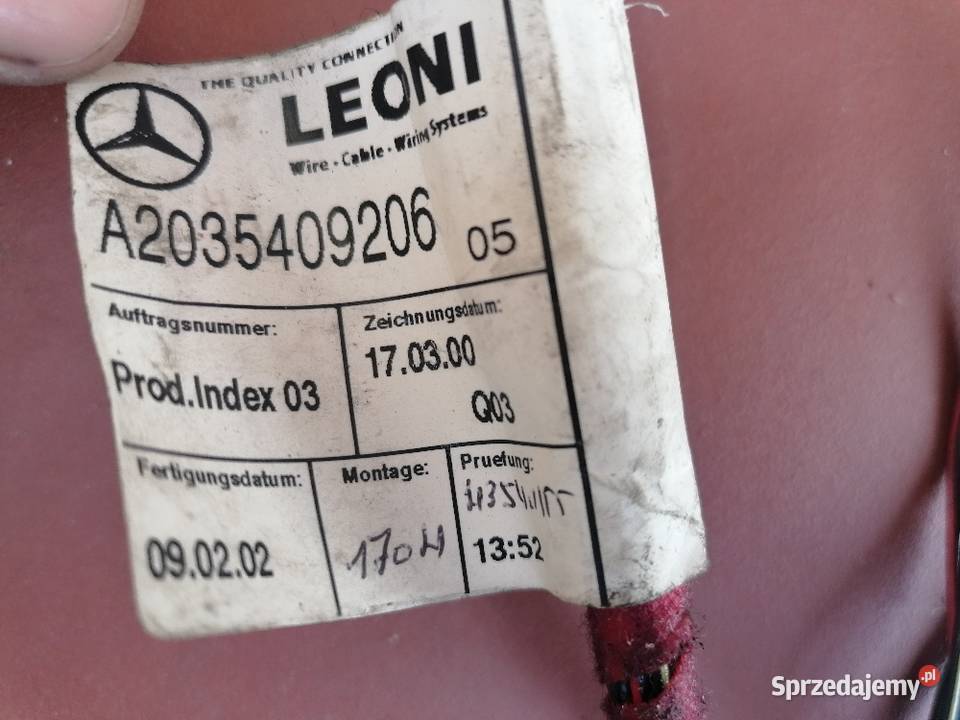 THE QUALITY CONNECTION
LEONI
Wire - Cable - Wiring Systems
A2035409206 05
Auftragsnummer:
Prod.Index 03
Zeichnungsdatum:
17.03.00
Q03
Fertigungsdatum:
09.02.02
Montage:
Pruefung:
13:52
Sprzedajemy.pl